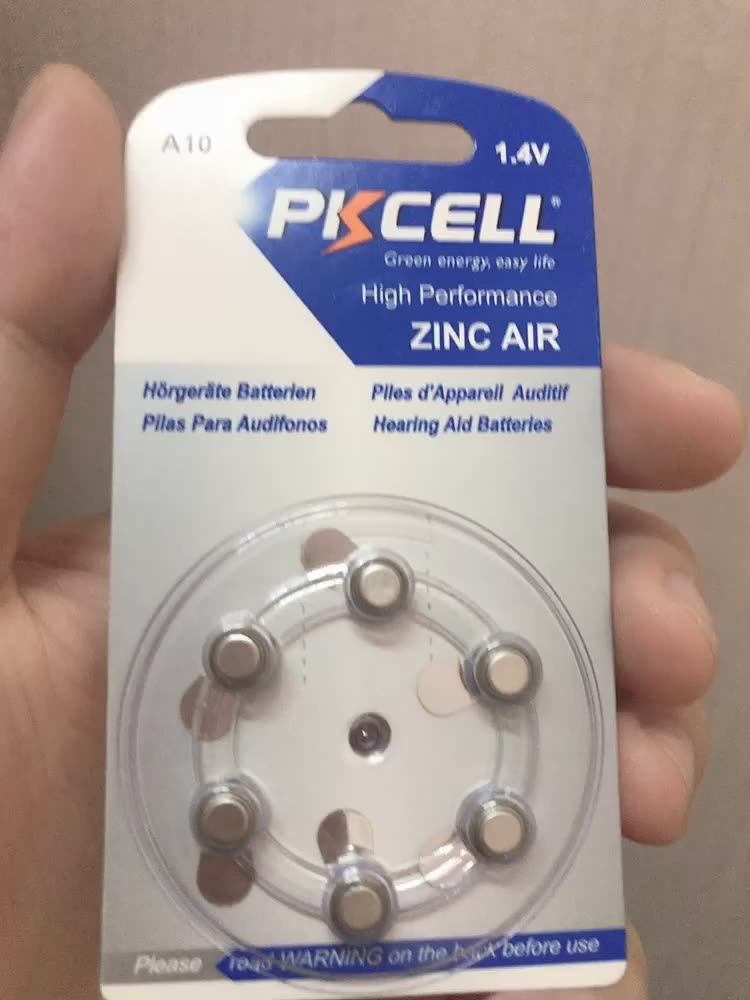 A10
1.4V
PKCELL®
Green energy, easy life
High Performance
ZINC AIR
Hörgeräte Batterien
Piles d'Appareil Auditif
Pilas Para Audífonos
Hearing Aid Batteries
Please read WARNING on the back before use